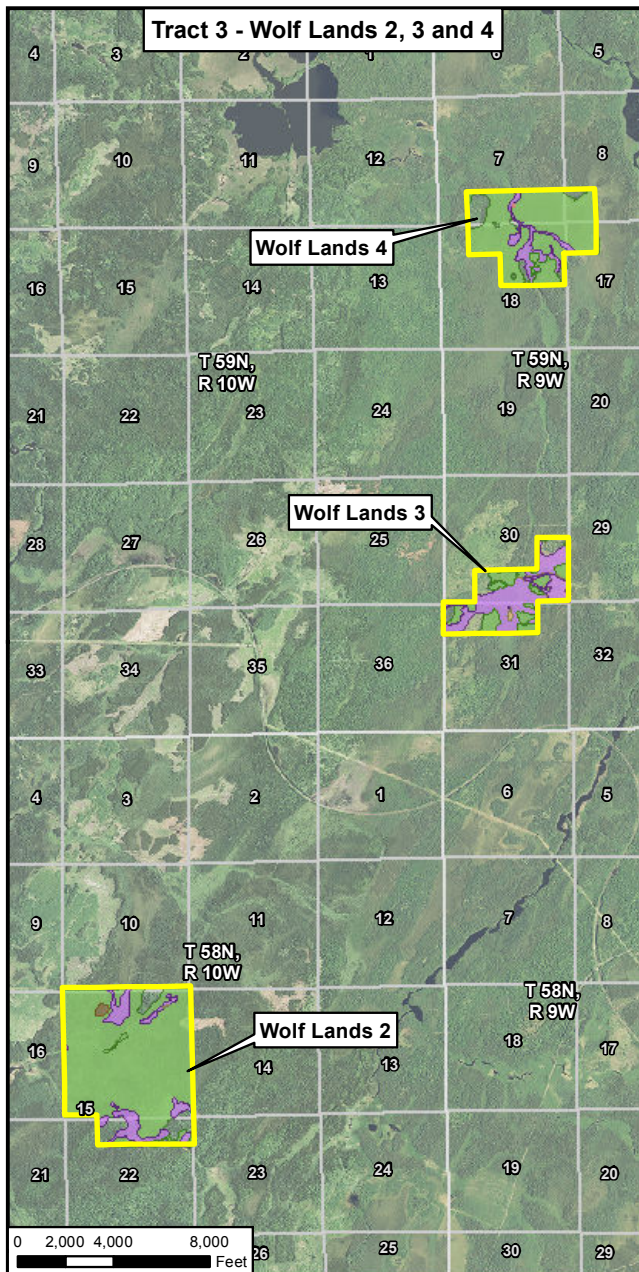 Tract 3 - Wolf Lands 2, 3 and 4
4 3 2 1 6 5
9 10 11 12 7 8
Wolf Lands 4
16 15 14 13 18 17
T 59N,
R 10W
T 59N,
R 9W
21 22 23 24 19 20
Wolf Lands 3
28 27 26 25 30 29
33 34 35 36 31 32
4 3 2 1 6 5
9 10 11 12 7 8
T 58N,
R 10W
T 58N,
R 9W
Wolf Lands 2
16 15 14 13 18 17
21 22 23 24 19 20
0 2,000 4,000 8,000
Feet
26 25 30 29